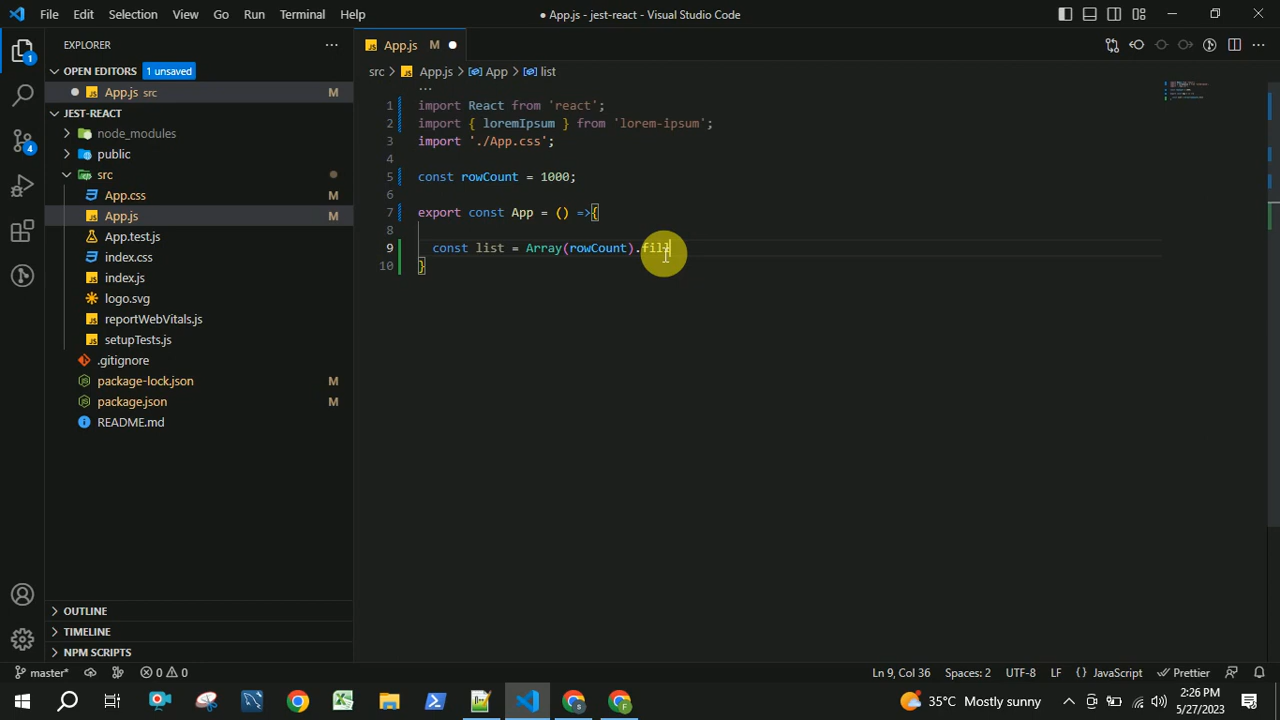 File Edit Selection View Go Run Terminal Help
● App.js - jest-react - Visual Studio Code
EXPLORER
OPEN EDITORS 1 unsaved
App.js src M
JEST-REACT
node_modules
public
src
App.css M
App.js M
App.test.js
index.css
index.js
logo.svg
reportWebVitals.js
setupTests.js
.gitignore
package-lock.json M
package.json M
README.md
OUTLINE
TIMELINE
NPM SCRIPTS
1
4
App.js M
src > App.js > App > list
1 import React from 'react';
2 import { loremIpsum } from 'lorem-ipsum';
3 import './App.css';
4
5 const rowCount = 1000;
6
7 export const App = () =>{
8
9 const list = Array(rowCount).fill
10 }
master* 0 0 Ln 9, Col 36 Spaces: 2 UTF-8 LF { } JavaScript Prettier
35°C Mostly sunny 2:26 PM
5/27/2023